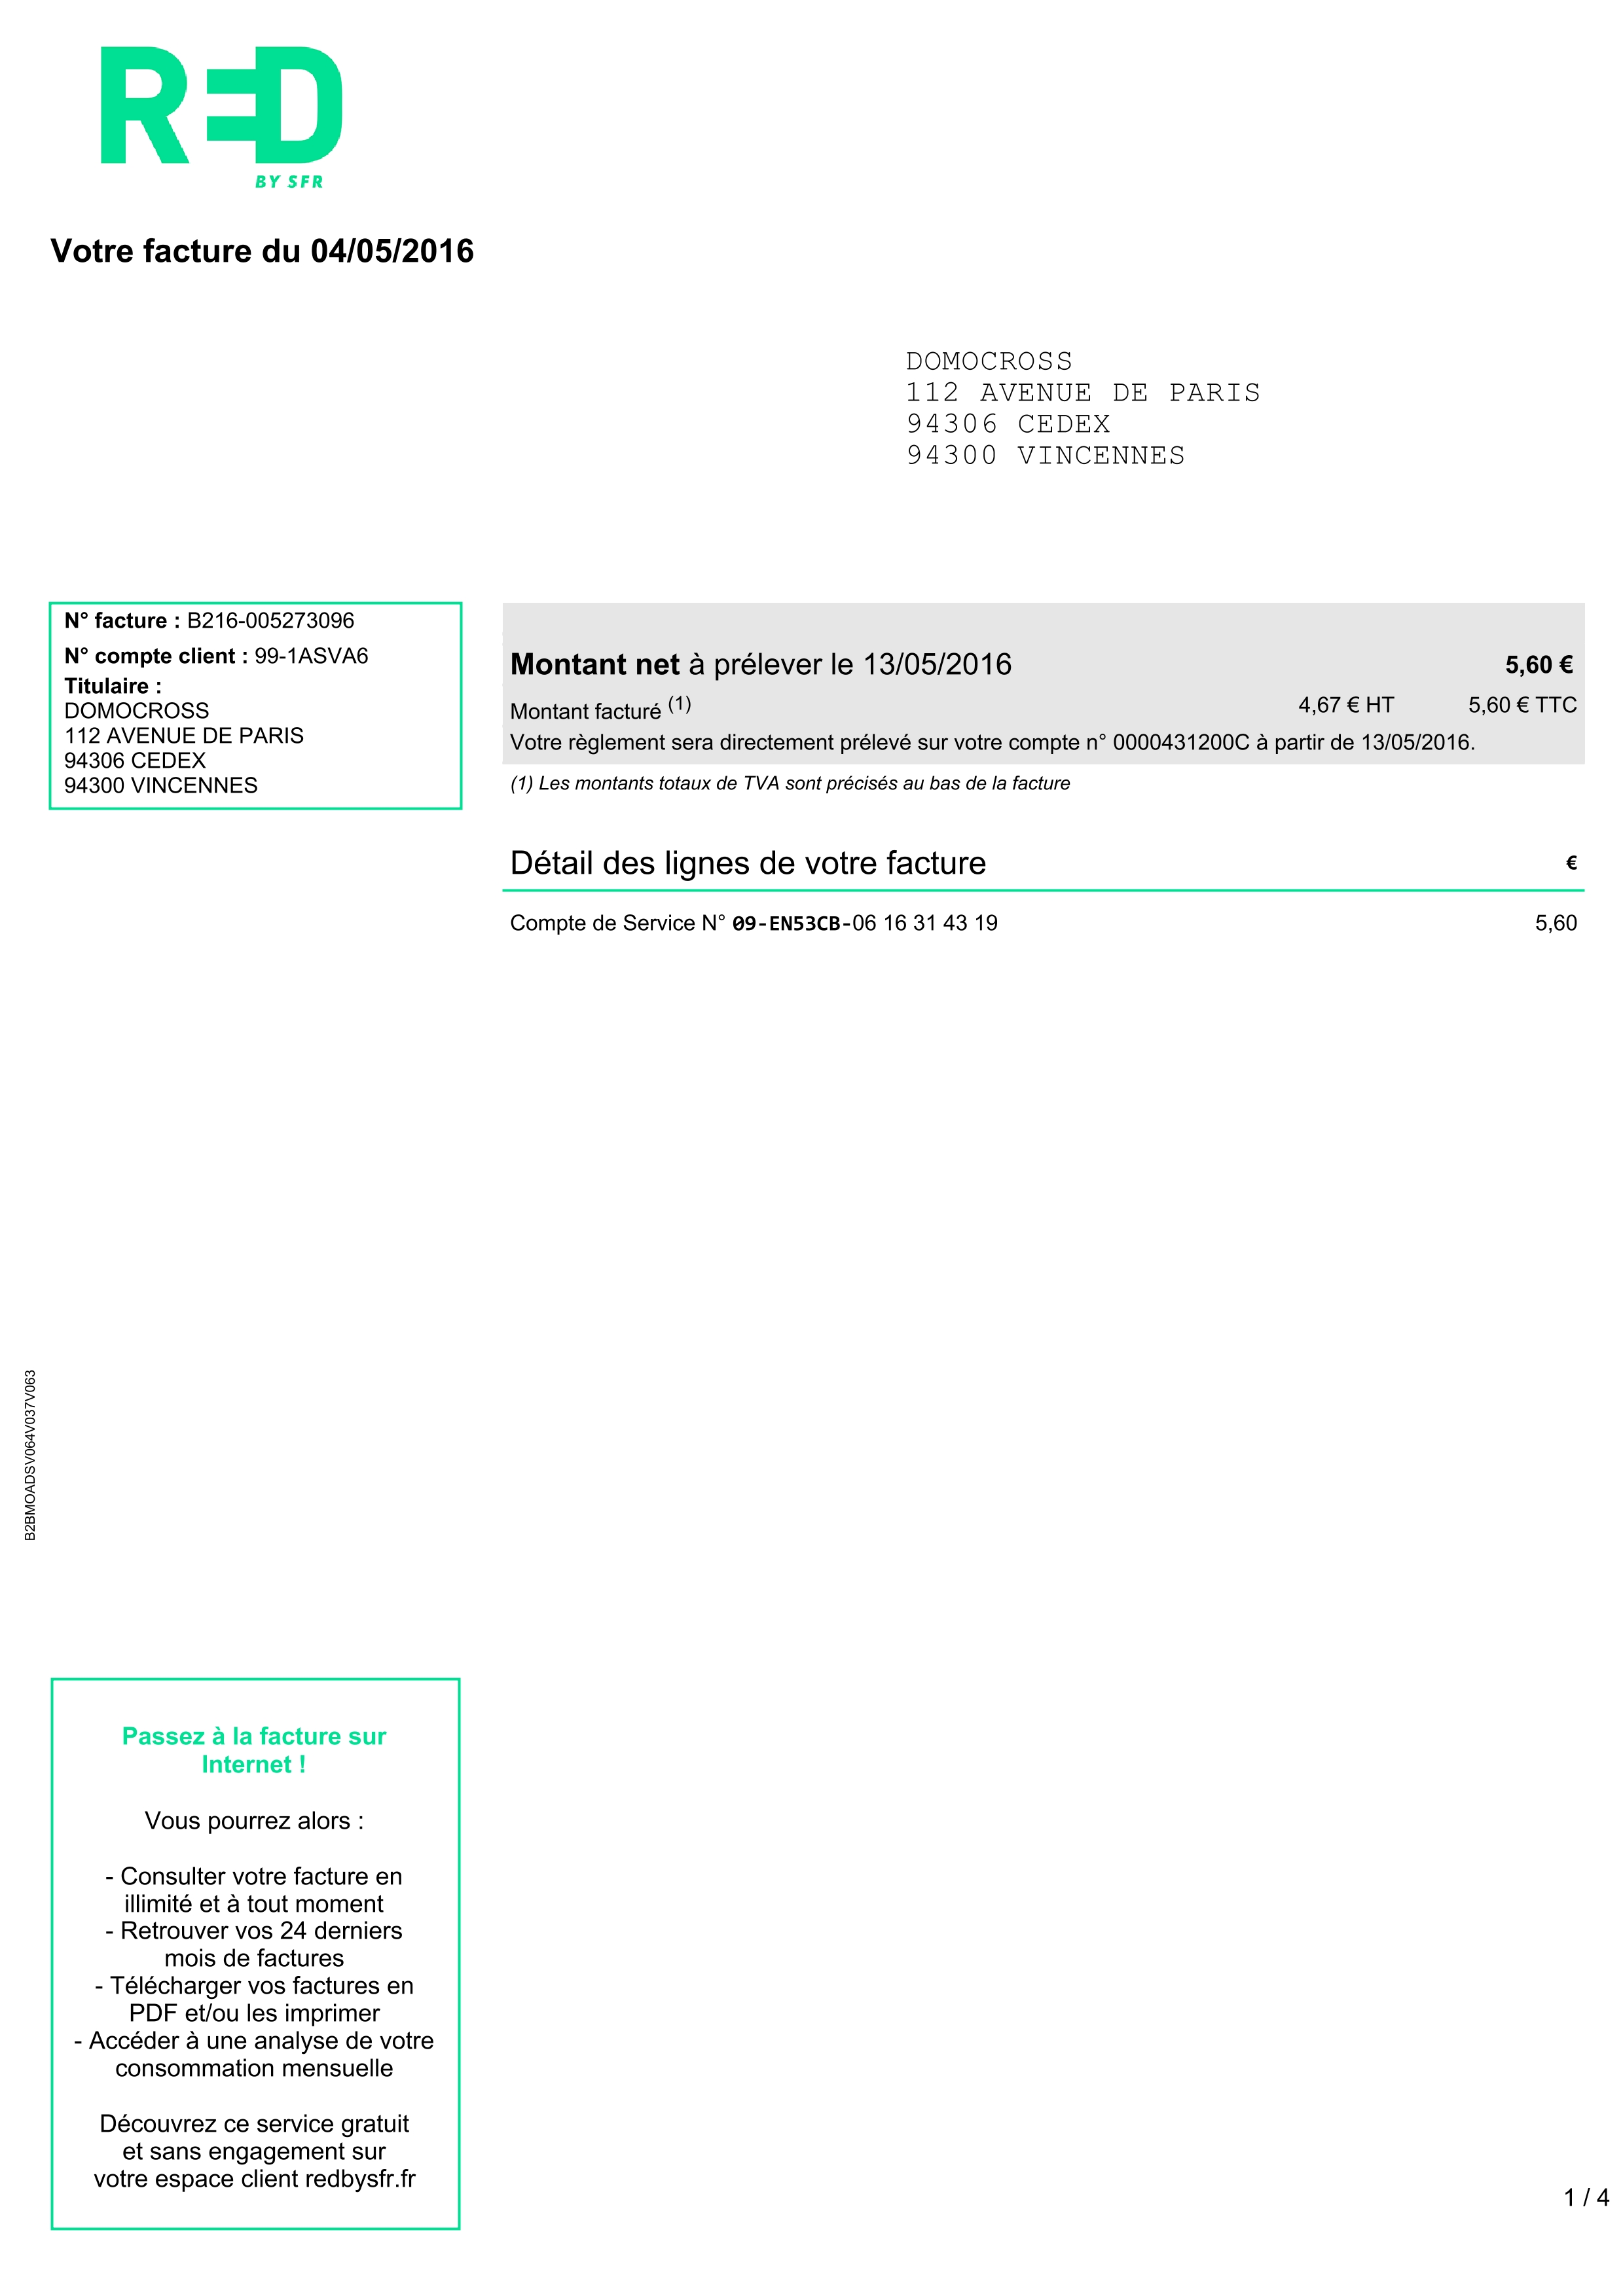 RED
BY SFR
Votre facture du 04/05/2016
DOMOCROSS
112 AVENUE DE PARIS
94306 CEDEX
94300 VINCENNES
N° facture : B216-005273096
N° compte client : 99-1ASVA6
Titulaire :
DOMOCROSS
112 AVENUE DE PARIS
94306 CEDEX
94300 VINCENNES
Montant net à prélever le 13/05/2016 5,60 €
Montant facturé (1) 4,67 € HT 5,60 € TTC
Votre règlement sera directement prélevé sur votre compte n° 0000431200C à partir de 13/05/2016.
(1) Les montants totaux de TVA sont précisés au bas de la facture
Détail des lignes de votre facture €
Compte de Service N° 09-EN53CB-06 16 31 43 19 5,60
B2BMOADSV064V037V063
Passez à la facture sur
Internet !
Vous pourrez alors :
- Consulter votre facture en
illimité et à tout moment
- Retrouver vos 24 derniers
mois de factures
- Télécharger vos factures en
PDF et/ou les imprimer
- Accéder à une analyse de votre
consommation mensuelle
Découvrez ce service gratuit
et sans engagement sur
votre espace client redbysfr.fr
1 / 4